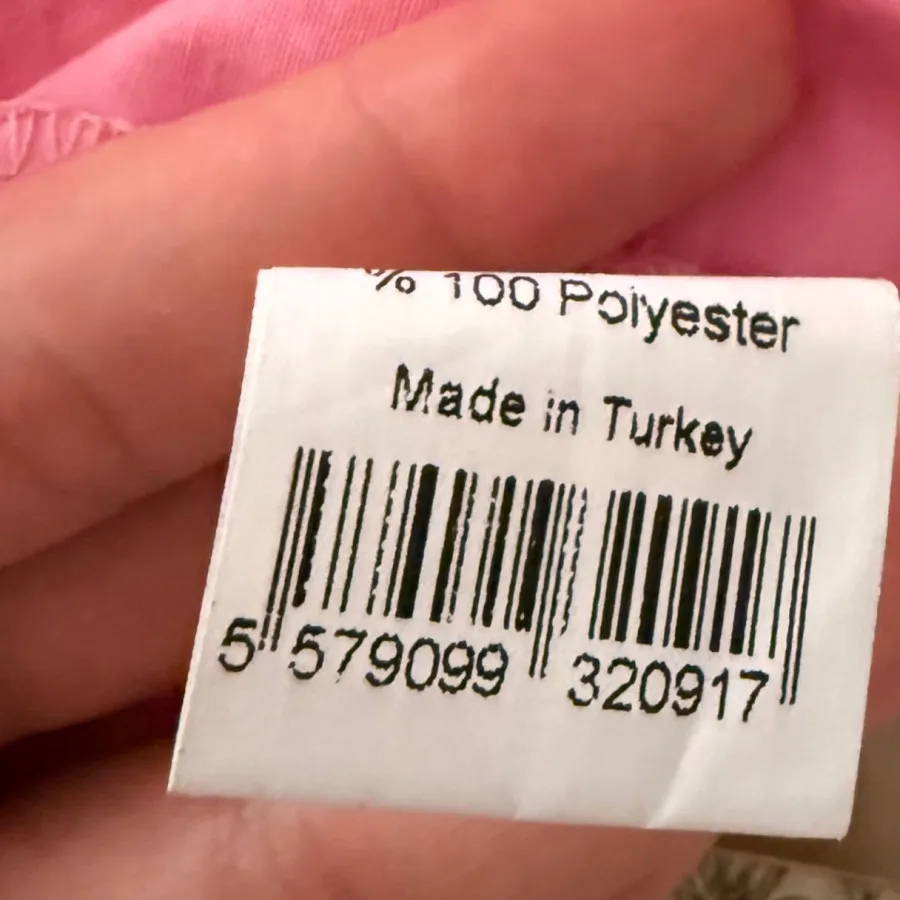 % 100 Polyester
Made in Turkey
5 579099 320917